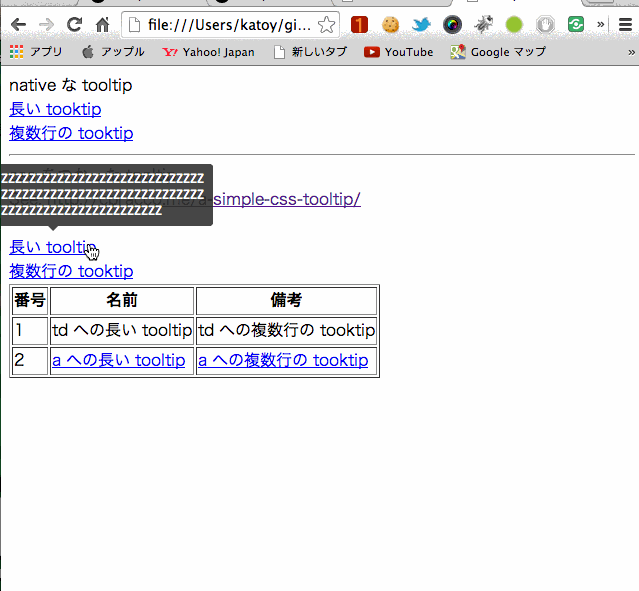 file:///Users/katoy/gi...
1
»
アプリ
アップル
Yahoo! Japan
新しいタブ
YouTube
Google マップ
»
native な tooltip
長い tooktip
複数行の tooktip
zzzzzzzzzzzzzzzzzzzzzzzzzzzzz
zzzzzzzzzzzzzzzzzzzzzzzzzzzzz
zzzzzzzzzzzzzzzzzzzzzzz
-simple-css-tooltip/
長い tooltip
複数行の tooktip
番号 名前 備考
1 td への長い tooltip td への複数行の tooktip
2 a への長い tooltip a への複数行の tooktip